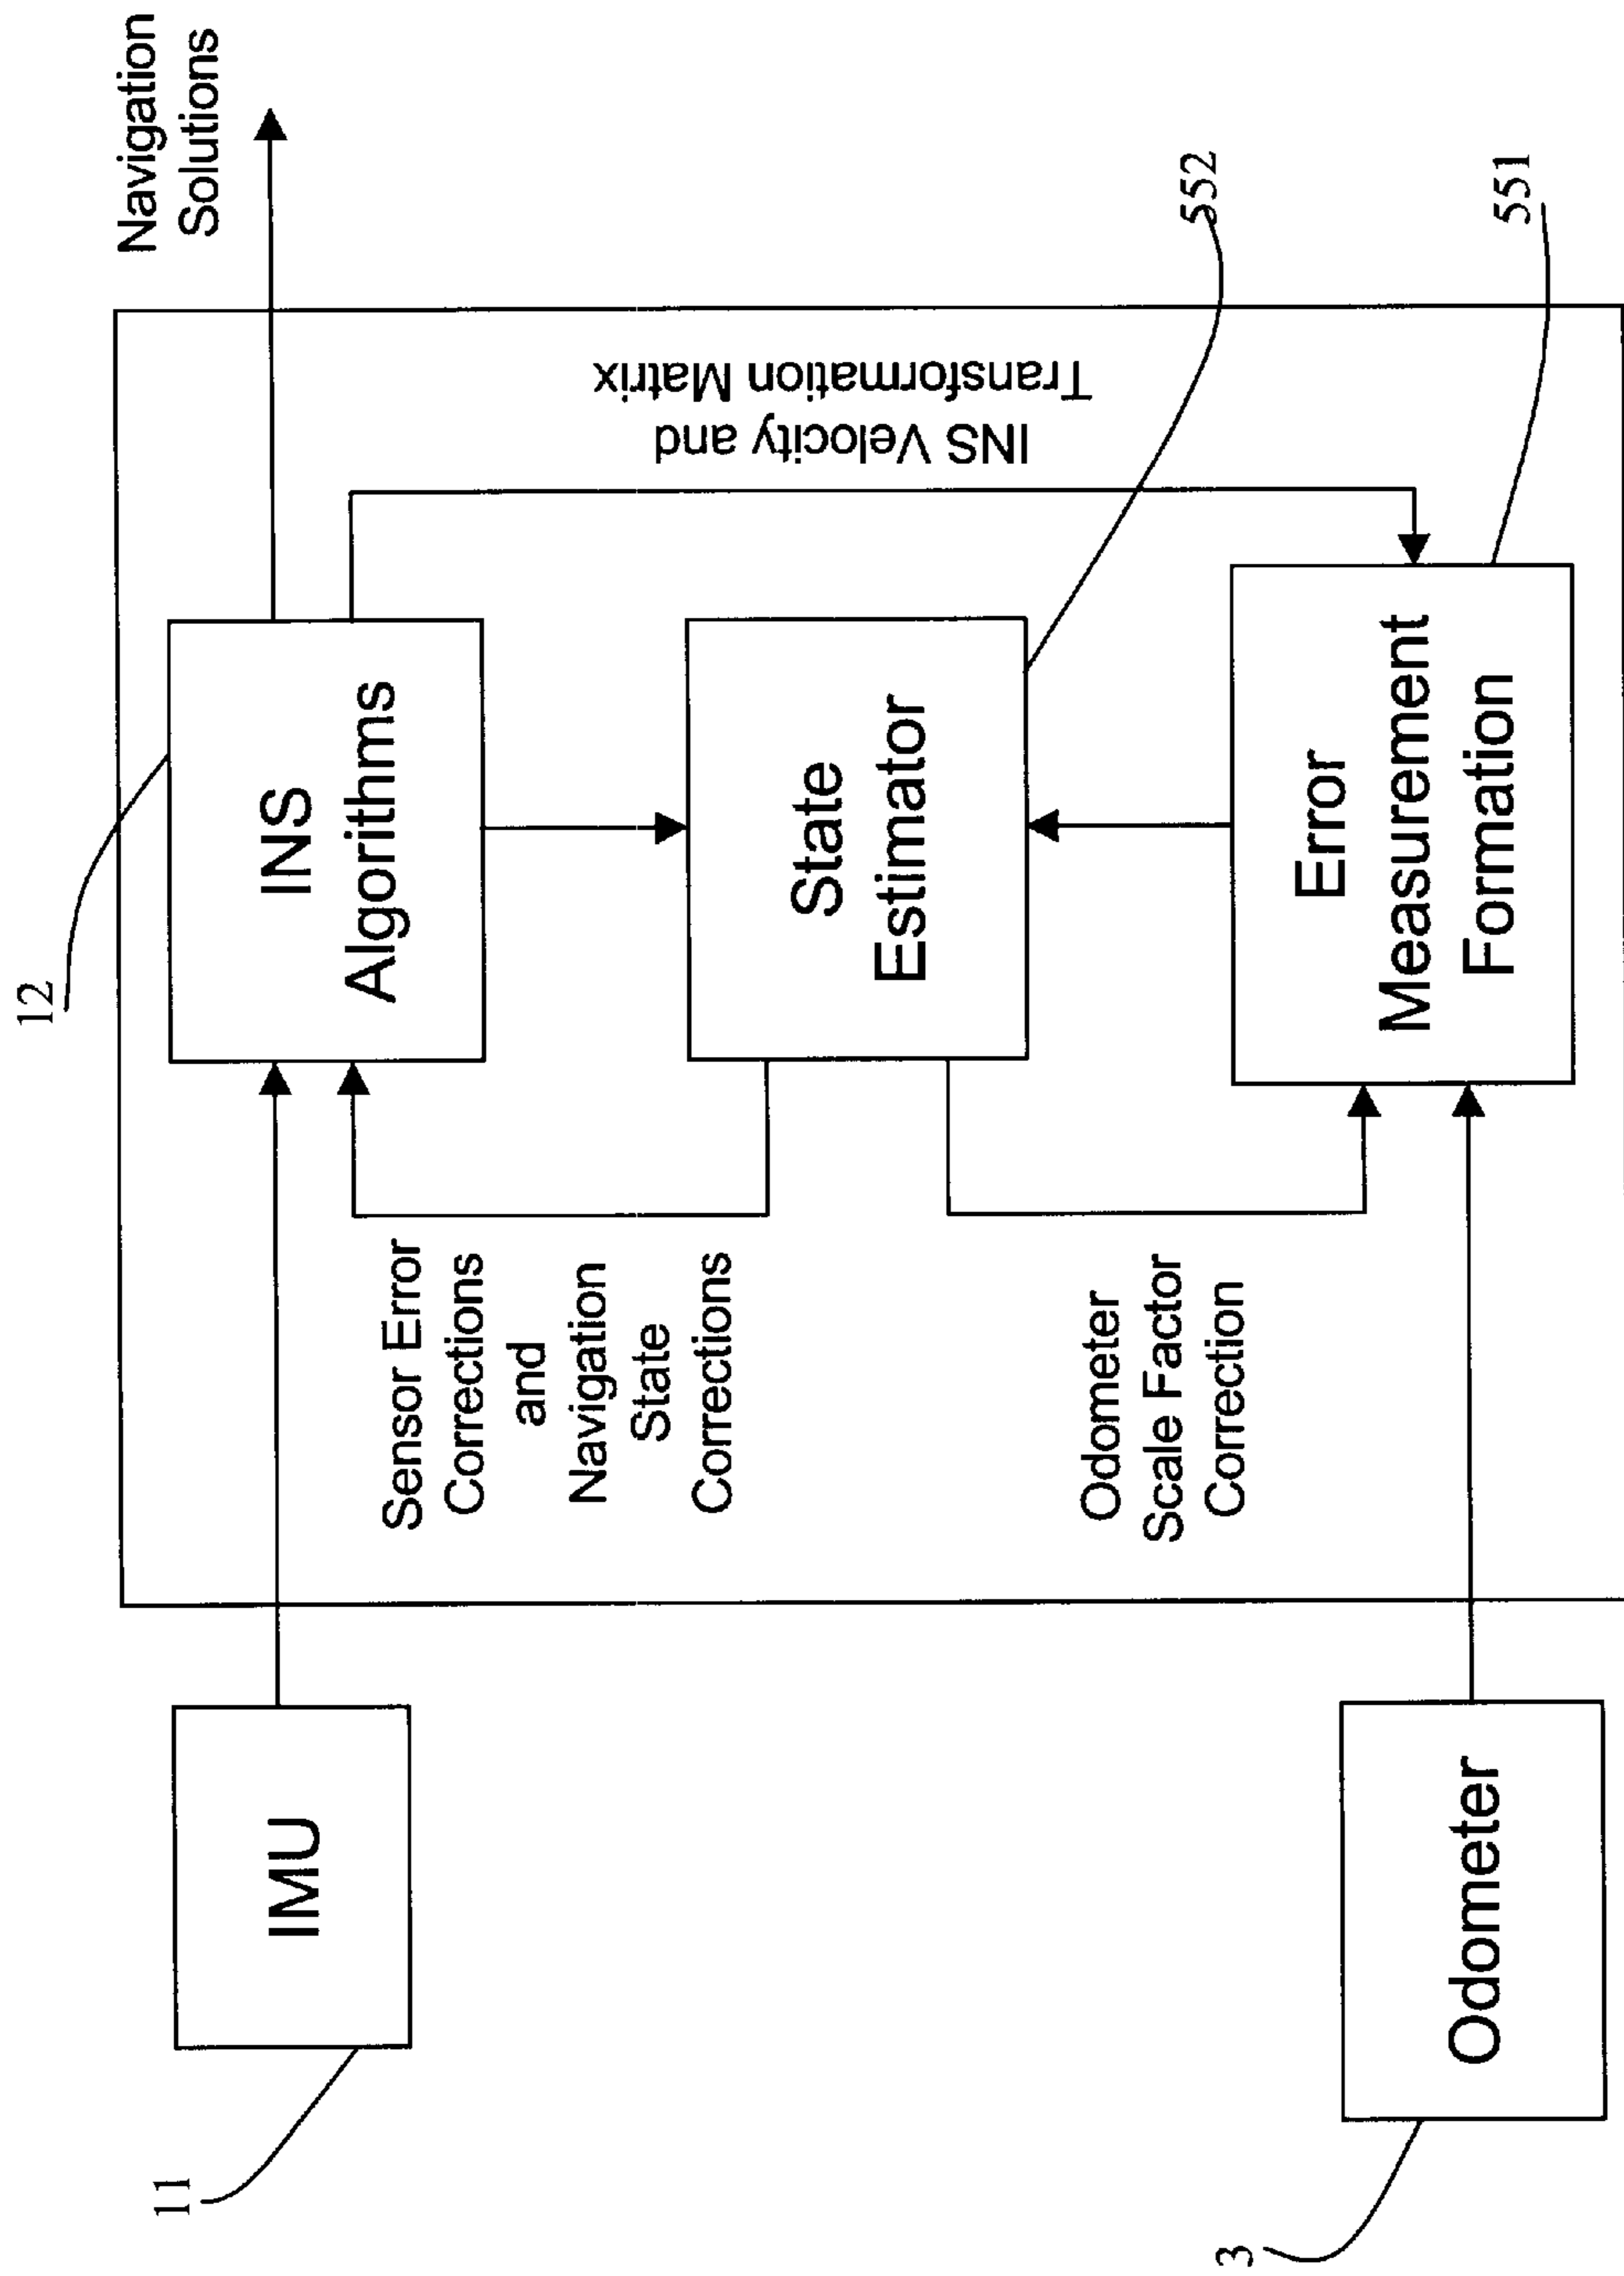 11
IMU
3
Odometer
12
INS
Algorithms
Sensor Error
Corrections
and
Navigation
State
Corrections
State
Estimator
552
Odometer
Scale Factor
Correction
Error
Measurement
Formation
551
INS Velocity and
Transformation Matrix
Navigation
Solutions